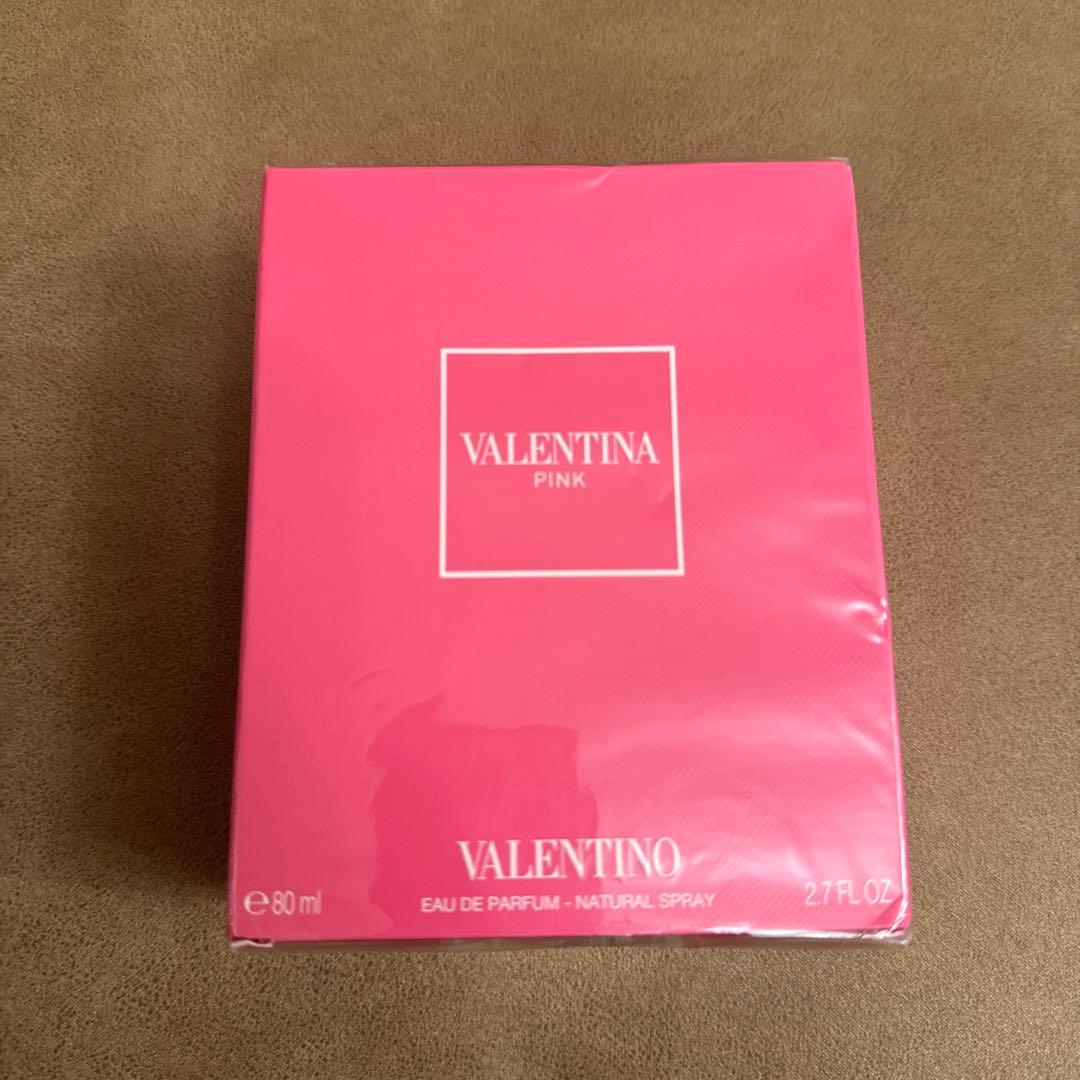 VALENTINA
PINK
VALENTINO
EAU DE PARFUM - NATURAL SPRAY
℮80 ml
2.7 FL OZ